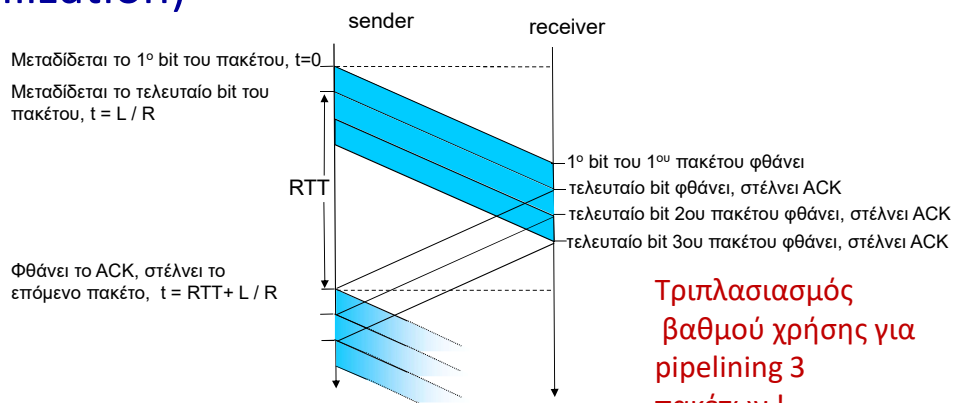 sender
receiver
Μεταδίδεται το 1ο bit του πακέτου, t=0
Μεταδίδεται το τελευταίο bit του
πακέτου, t = L / R
RTT
1ο bit του 1ου πακέτου φθάνει
τελευταίο bit φθάνει, στέλνει ACK
τελευταίο bit 2ου πακέτου φθάνει, στέλνει ACK
τελευταίο bit 3ου πακέτου φθάνει, στέλνει ACK
Φθάνει το ACK, στέλνει το
επόμενο πακέτο, t = RTT+ L / R
Τριπλασιασμός
βαθμού χρήσης για
pipelining 3